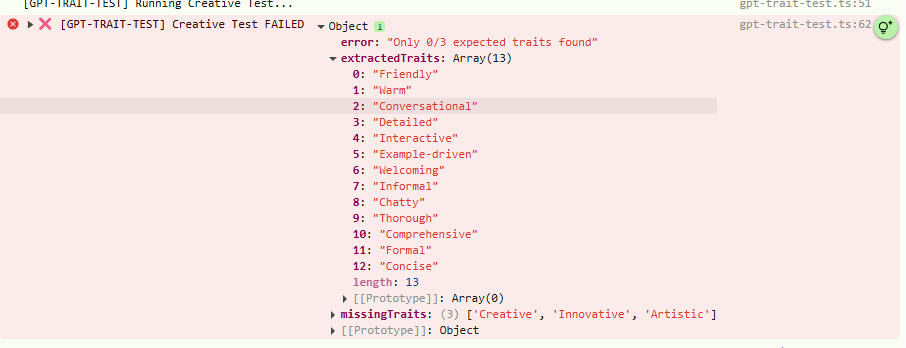 [GPT-TRAIT-TEST] Running Creative Test... gpt-trait-test.ts:51
[GPT-TRAIT-TEST] Creative Test FAILED Object i gpt-trait-test.ts:62
error: "Only 0/3 expected traits found"
extractedTraits: Array(13)
0: "Friendly"
1: "Warm"
2: "Conversational"
3: "Detailed"
4: "Interactive"
5: "Example-driven"
6: "Welcoming"
7: "Informal"
8: "Chatty"
9: "Thorough"
10: "Comprehensive"
11: "Formal"
12: "Concise"
length: 13
[[Prototype]]: Array(0)
missingTraits: (3) ['Creative', 'Innovative', 'Artistic']
[[Prototype]]: Object